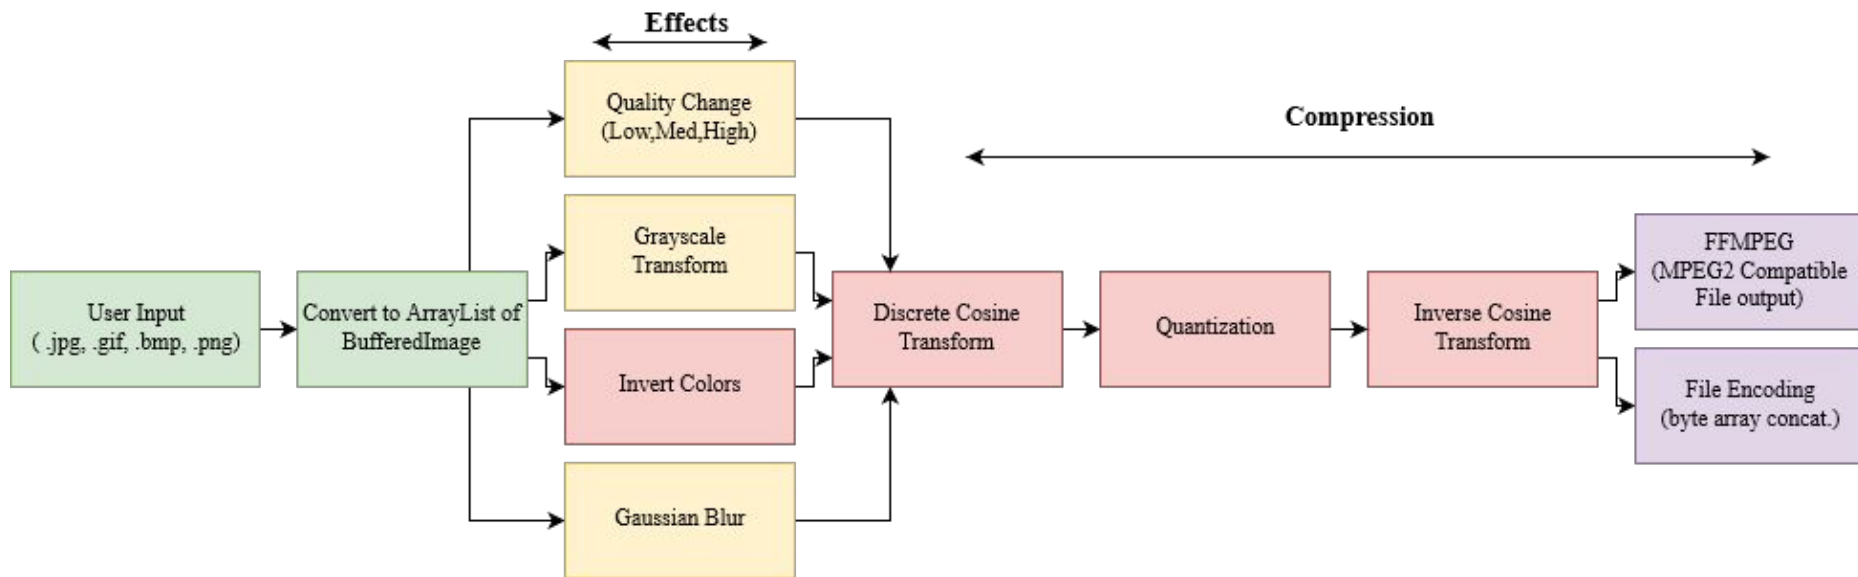 Effects
Quality Change
(Low,Med,High)
Compression
Grayscale
Transform
FFMPEG
(MPEG2 Compatible
File output)
User Input
( .jpg, .gif, .bmp, .png)
Convert to ArrayList of
BufferedImage
Discrete Cosine
Transform
Quantization
Inverse Cosine
Transform
Invert Colors
File Encoding
(byte array concat.)
Gaussian Blur